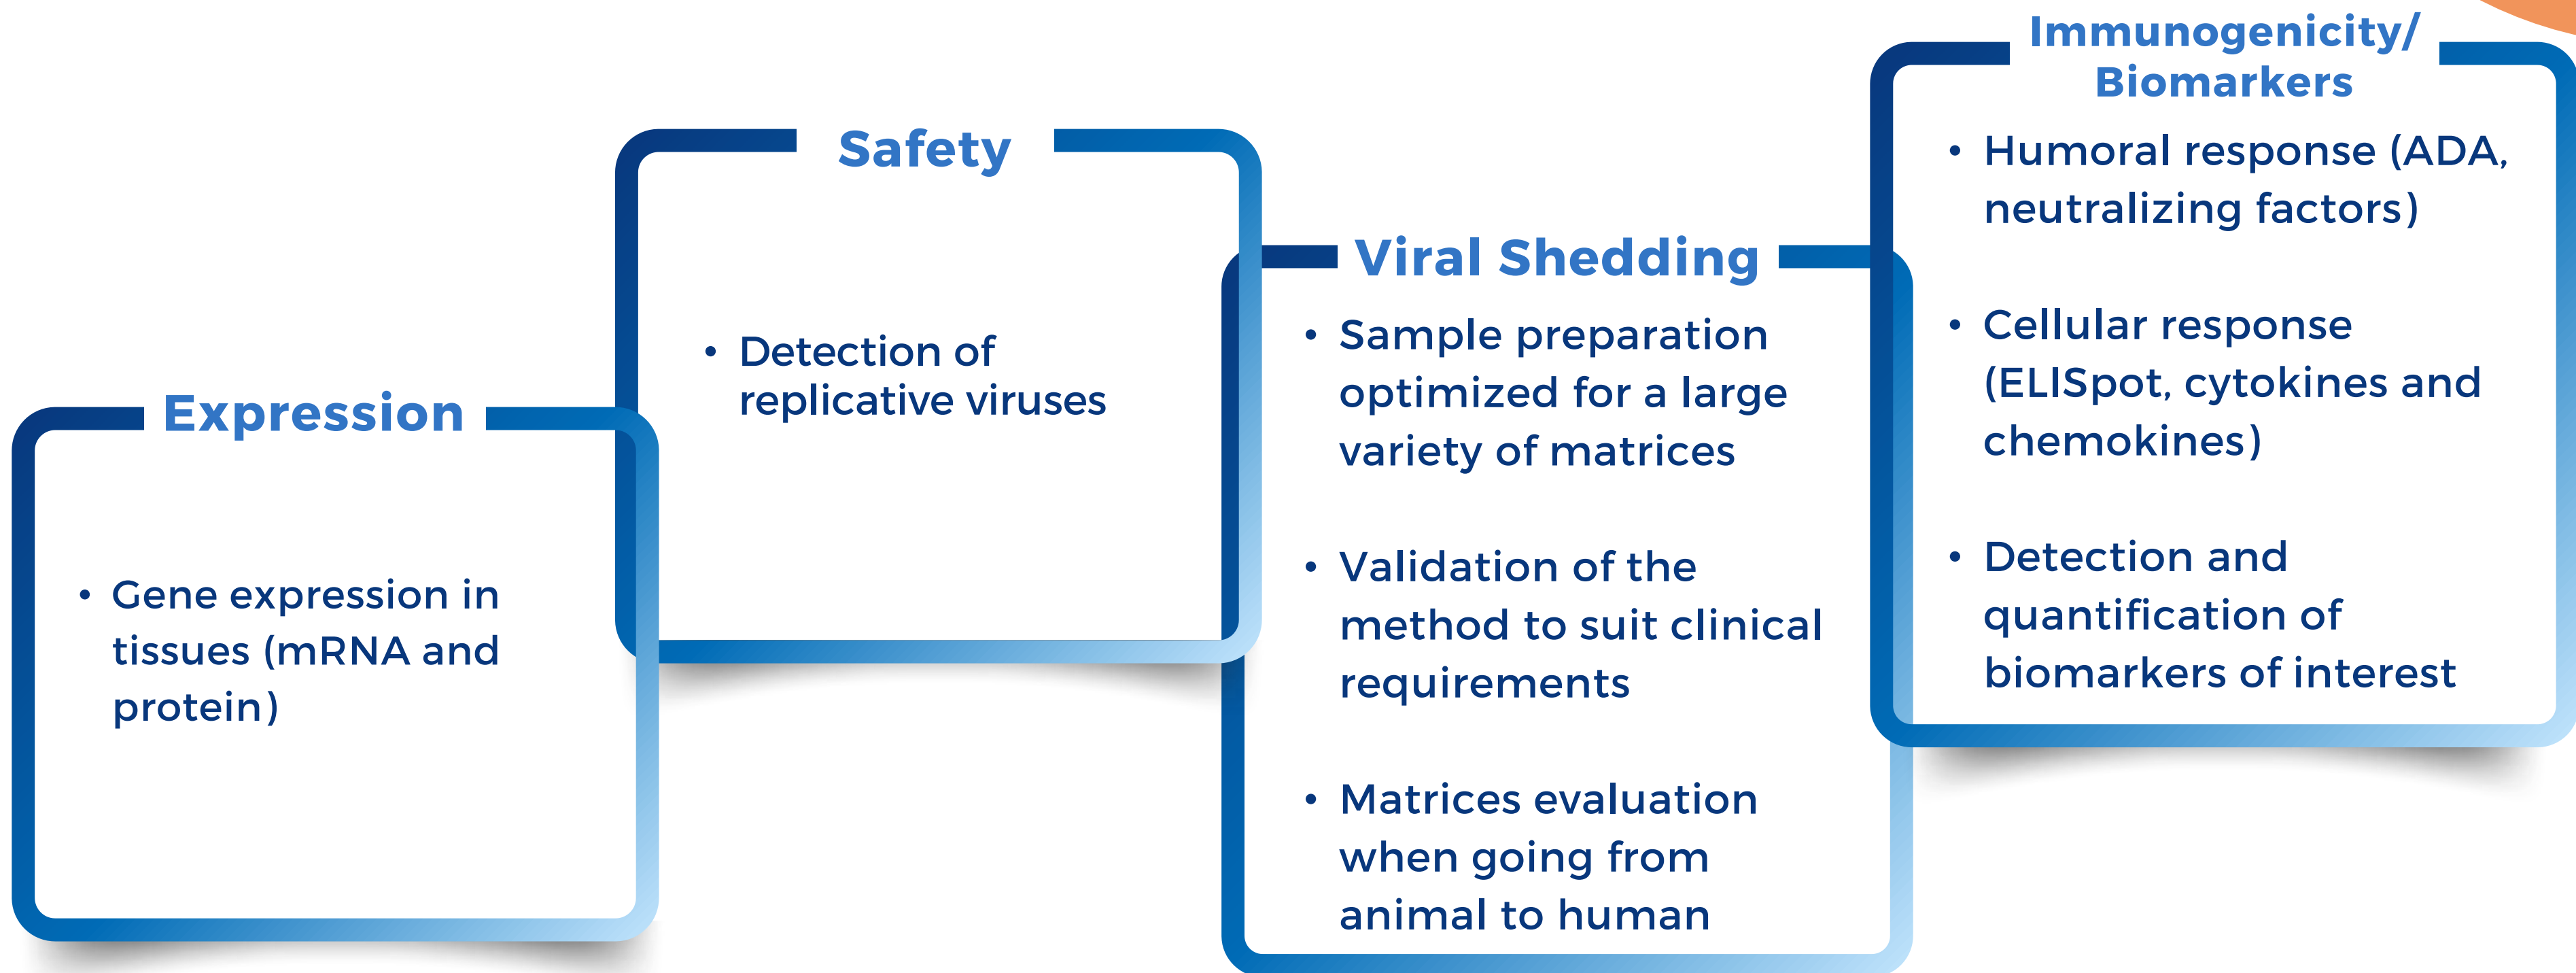 Expression
• Gene expression in
tissues (mRNA and
protein)
Safety
• Detection of
replicative viruses
Viral Shedding
• Sample preparation
optimized for a large
variety of matrices
• Validation of the
method to suit clinical
requirements
• Matrices evaluation
when going from
animal to human
Immunogenicity/
Biomarkers
• Humoral response (ADA,
neutralizing factors)
• Cellular response
(ELISpot, cytokines and
chemokines)
• Detection and
quantification of
biomarkers of interest